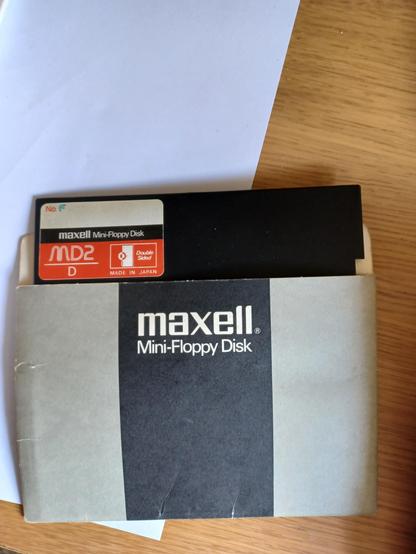 No. F
maxell Mini-Floppy Disk
MD2
D
Double
Sided
MADE IN JAPAN
maxell®
Mini-Floppy Disk